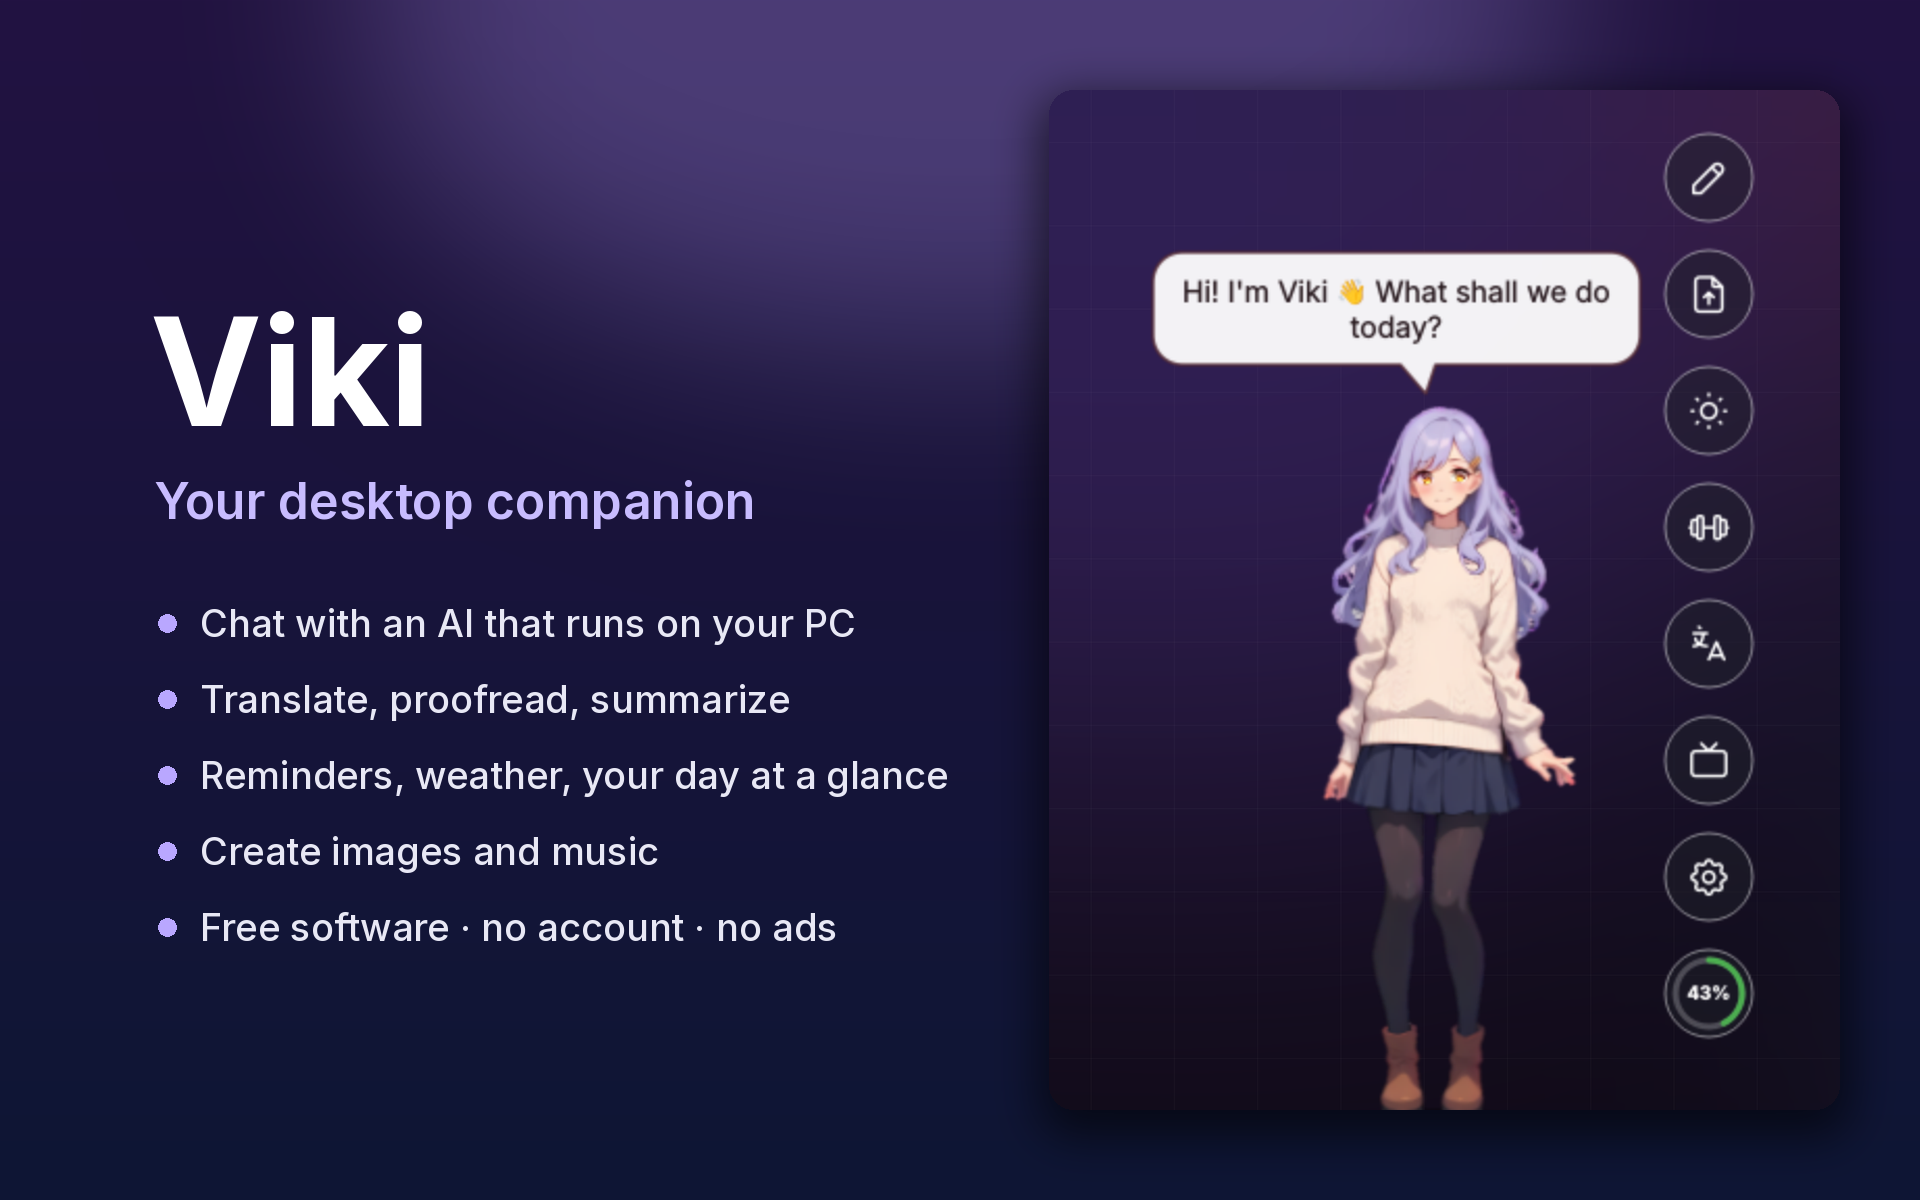 Viki
Your desktop companion
Chat with an AI that runs on your PC
Translate, proofread, summarize
Reminders, weather, your day at a glance
Create images and music
Free software · no account · no ads
Hi! I'm Viki 👋 What shall we do
today?
文A
43%